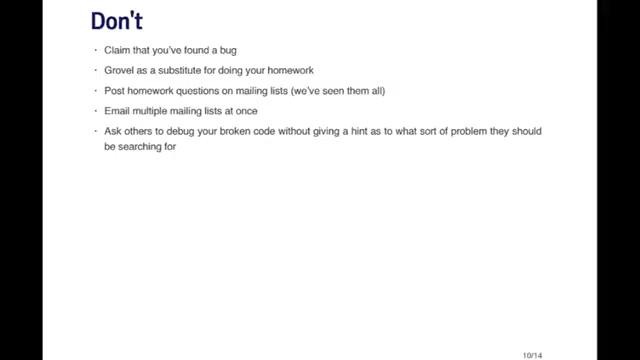 Don't
· Claim that you've found a bug
· Grovel as a substitute for doing your homework
· Post homework questions on mailing lists (we've seen them all)
· Email multiple mailing lists at once
· Ask others to debug your broken code without giving a hint as to what sort of problem they should
be searching for
10/14